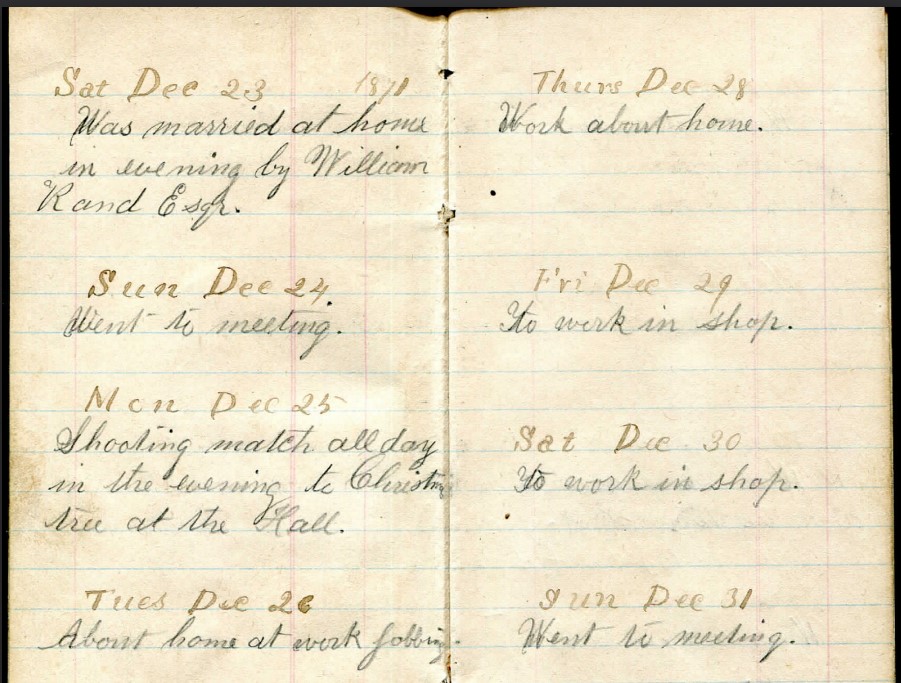 Sat Dec 23 1871
Was married at home
in evening by William
Rand Esqr.
Sun Dec 24
Went to meeting.
Mon Dec 25
Shooting match all day
in the evening to Christm
tree at the Hall.
Tues Dec 26
About home at work jobbing.
Thurs Dec 28
Work about home.
Fri Dec 29
To work in shop.
Sat Dec 30
To work in shop.
Sun Dec 31
Went to meeting.